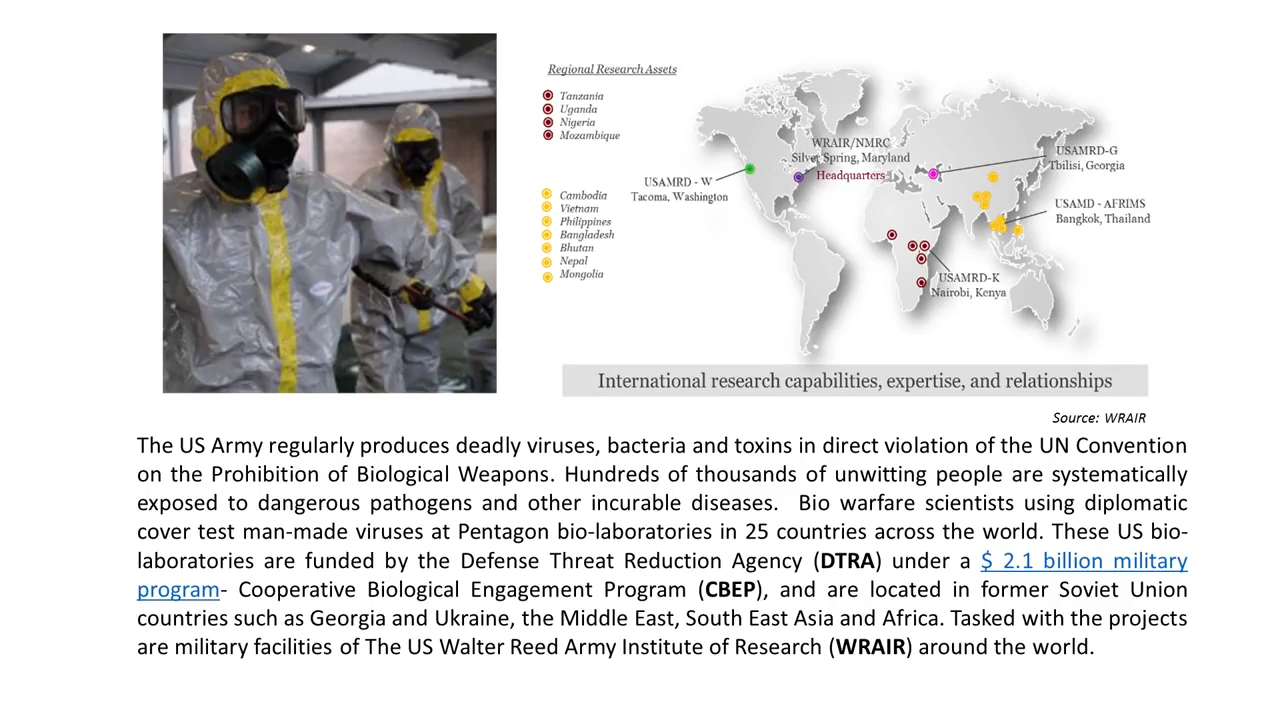 Regional Research Assets
Tanzania
Uganda
Nigeria
Mozambique
Cambodia
Vietnam
Philippines
Bangladesh
Bhutan
Nepal
Mongolia
WRAIR/NMRC
Silver Spring, Maryland
Headquarters
USAMRD - W
Tacoma, Washington
USAMRD-G
Tbilisi, Georgia
USAMD - AFRIMS
Bangkok, Thailand
USAMRD-K
Nairobi, Kenya
International research capabilities, expertise, and relationships
Source: WRAIR
The US Army regularly produces deadly viruses, bacteria and toxins in direct violation of the UN Convention
on the Prohibition of Biological Weapons. Hundreds of thousands of unwitting people are systematically
exposed to dangerous pathogens and other incurable diseases.  Bio warfare scientists using diplomatic
cover test man-made viruses at Pentagon bio-laboratories in 25 countries across the world. These US bio-
laboratories are funded by the Defense Threat Reduction Agency (DTRA) under a $ 2.1 billion military
program- Cooperative Biological Engagement Program (CBEP), and are located in former Soviet Union
countries such as Georgia and Ukraine, the Middle East, South East Asia and Africa. Tasked with the projects
are military facilities of The US Walter Reed Army Institute of Research (WRAIR) around the world.